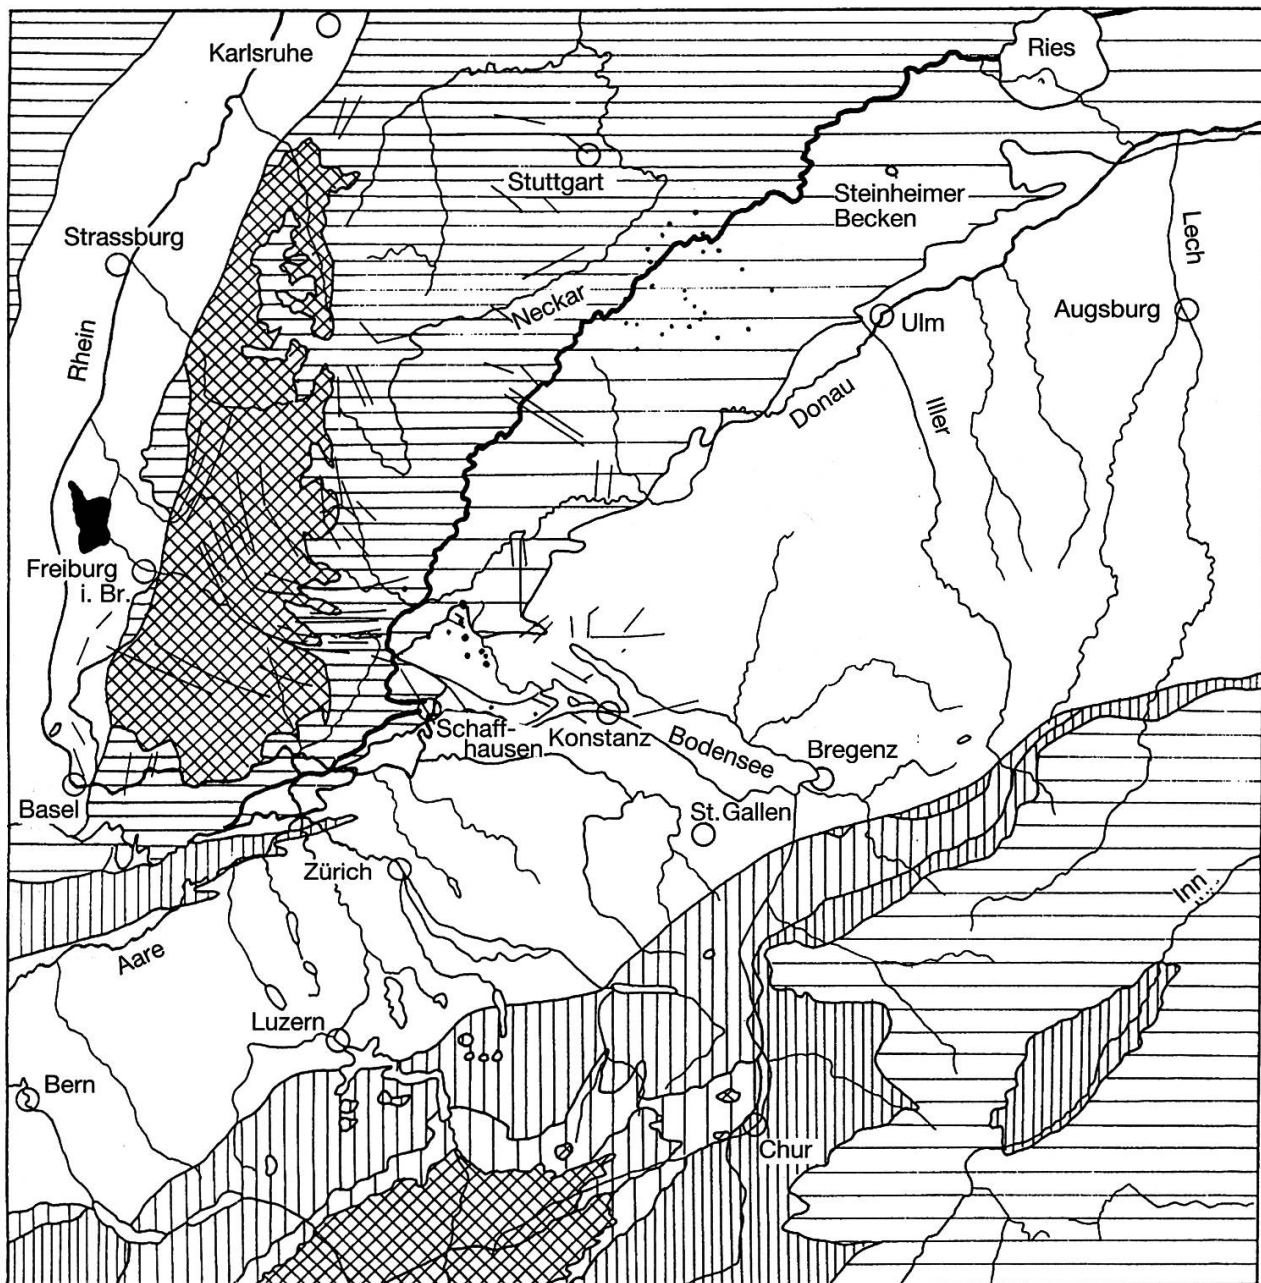 Karlsruhe
Ries
Stuttgart
Steinheimer
Becken
Strassburg
Lech
Neckar
Rhein
Ulm
Augsburg
Donau
Iller
Freiburg
i. Br.
Schaff-
hausen
Konstanz
Bodensee
Bregenz
Basel
St. Gallen
Zürich
Inn
Aare
Luzern
Bern
Chur